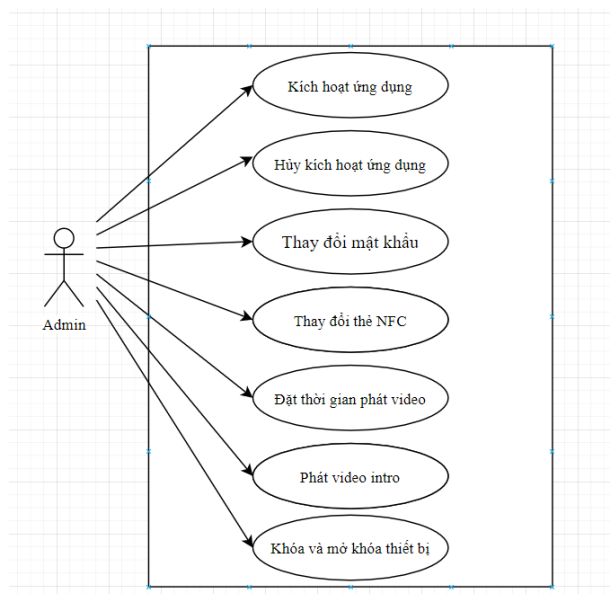 Kích hoạt ứng dụng
Hủy kích hoạt ứng dụng
Thay đổi mật khẩu
Thay đổi thẻ NFC
Admin
Đặt thời gian phát video
Phát video intro
Khóa và mở khóa thiết bị